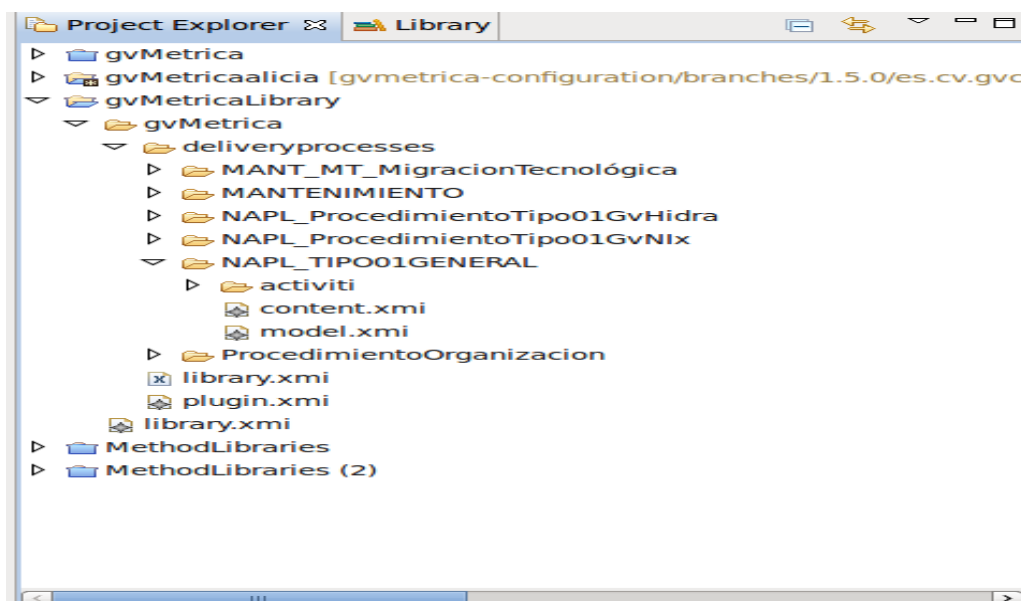 Project Explorer Library
gvMetrica
gvMetricaalicia [gvmetrica-configuration/branches/1.5.0/es.cv.gvc
gvMetricaLibrary
gvMetrica
deliveryprocesses
MANT_MT_MigracionTecnológica
MANTENIMIENTO
NAPL_ProcedimientoTipo01GvHidra
NAPL_ProcedimientoTipo01GvNIx
NAPL_TIPO01GENERAL
activiti
content.xmi
model.xmi
ProcedimientoOrganizacion
library.xmi
plugin.xmi
library.xmi
MethodLibraries
MethodLibraries (2)